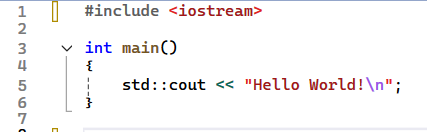 1 #include <iostream>
2
3 int main()
4 {
5 std::cout << "Hello World!\n";
6 }
7